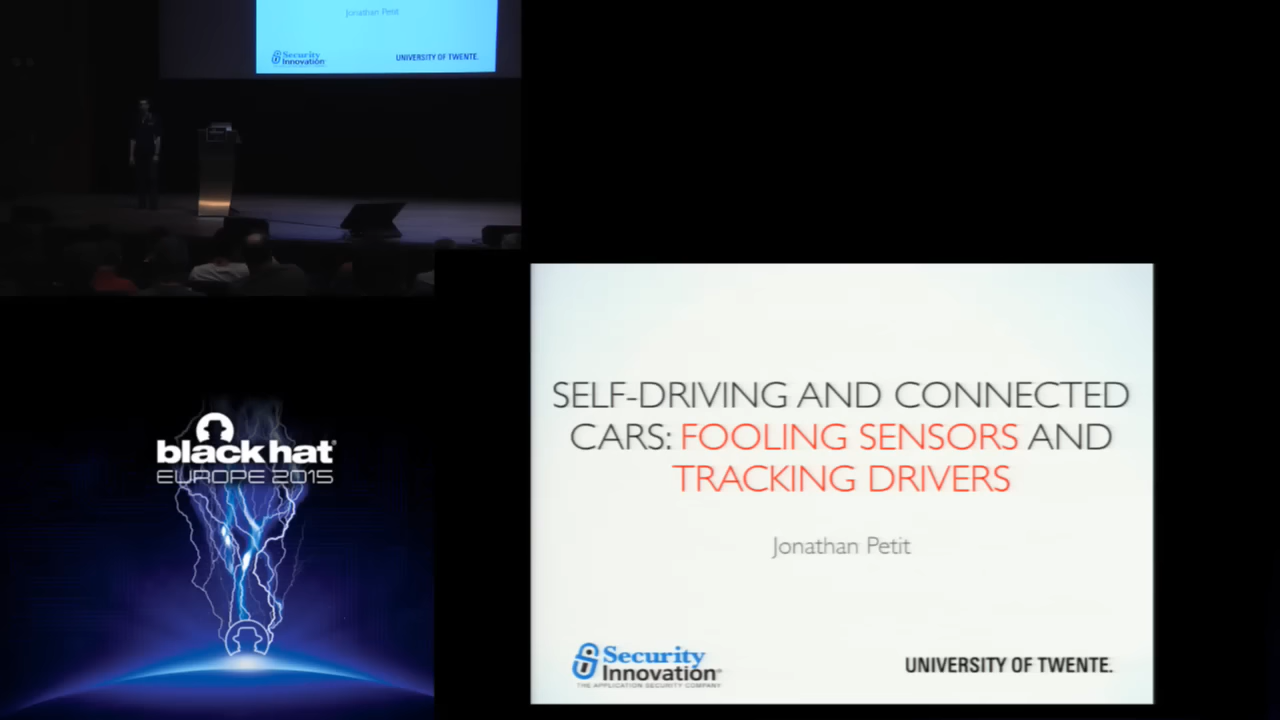 Jonathan Petit
Security
Innovation
UNIVERSITY OF TWENTE.
black hat
EUROPE 2015
SELF-DRIVING AND CONNECTED
CARS: FOOLING SENSORS AND
TRACKING DRIVERS
Jonathan Petit
Security
Innovation
THE APPLICATION SECURITY COMPANY
UNIVERSITY OF TWENTE.